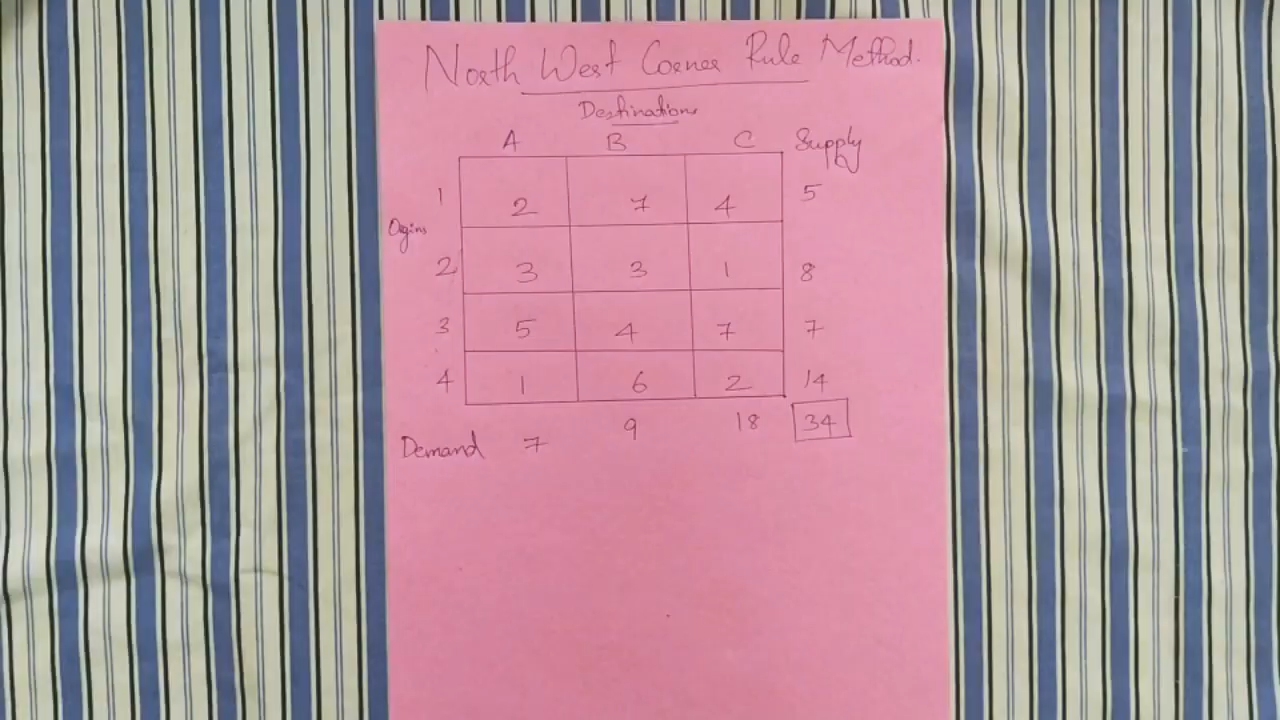 North West Corner Rule Method.
Destinations
A B C Supply
1 2 7 4 5
Ogins
2 3 3 1 8
3 5 4 7 7
4 1 6 2 14
Demand 7 9 18 34